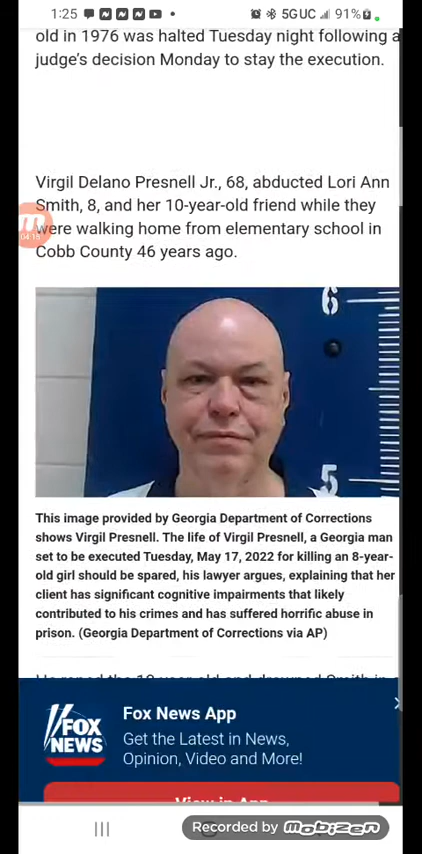 1:25 5GUC 91%
old in 1976 was halted Tuesday night following a
judge's decision Monday to stay the execution.
Virgil Delano Presnell Jr., 68, abducted Lori Ann
Smith, 8, and her 10-year-old friend while they
were walking home from elementary school in
Cobb County 46 years ago.
04:15
6
5
This image provided by Georgia Department of Corrections
shows Virgil Presnell. The life of Virgil Presnell, a Georgia man
set to be executed Tuesday, May 17, 2022 for killing an 8-year-
old girl should be spared, his lawyer argues, explaining that her
client has significant cognitive impairments that likely
contributed to his crimes and has suffered horrific abuse in
prison. (Georgia Department of Corrections via AP)
FOX
NEWS
Fox News App
Get the Latest in News,
Opinion, Video and More!
View in App
Recorded by Mobizen